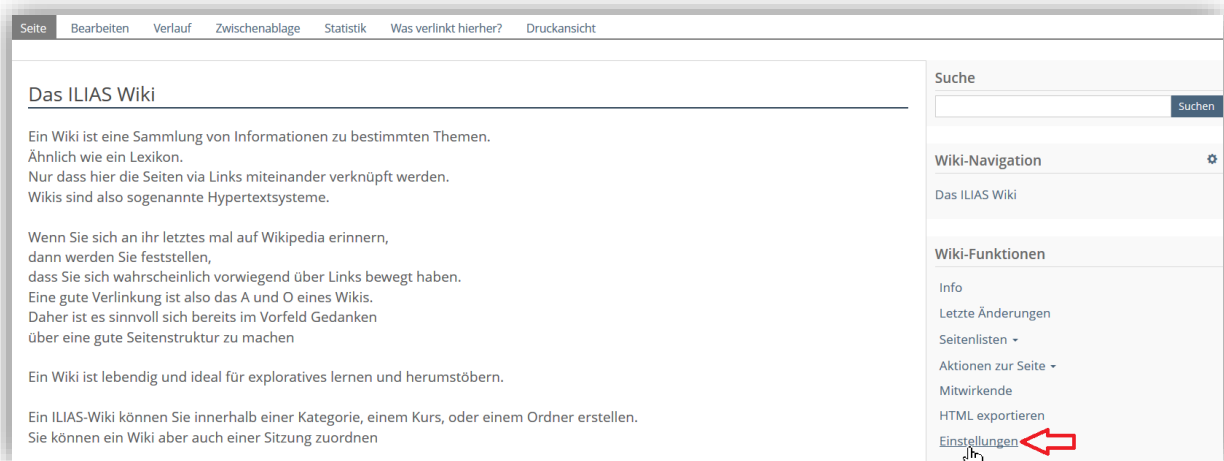 Seite Bearbeiten Verlauf Zwischenablage Statistik Was verlinkt hierher? Druckansicht
Das ILIAS Wiki
Ein Wiki ist eine Sammlung von Informationen zu bestimmten Themen.
Ähnlich wie ein Lexikon.
Nur dass hier die Seiten via Links miteinander verknüpft werden.
Wikis sind also sogenannte Hypertextsysteme.
Wenn Sie sich an ihr letztes mal auf Wikipedia erinnern,
dann werden Sie feststellen,
dass Sie sich wahrscheinlich vorwiegend über Links bewegt haben.
Eine gute Verlinkung ist also das A und O eines Wikis.
Daher ist es sinnvoll sich bereits im Vorfeld Gedanken
über eine gute Seitenstruktur zu machen
Ein Wiki ist lebendig und ideal für exploratives lernen und herumstöbern.
Ein ILIAS-Wiki können Sie innerhalb einer Kategorie, einem Kurs, oder einem Ordner erstellen.
Sie können ein Wiki aber auch einer Sitzung zuordnen
Suche
Suchen
Wiki-Navigation
Das ILIAS Wiki
Wiki-Funktionen
Info
Letzte Änderungen
Seitenlisten
Aktionen zur Seite
Mitwirkende
HTML exportieren
Einstellungen